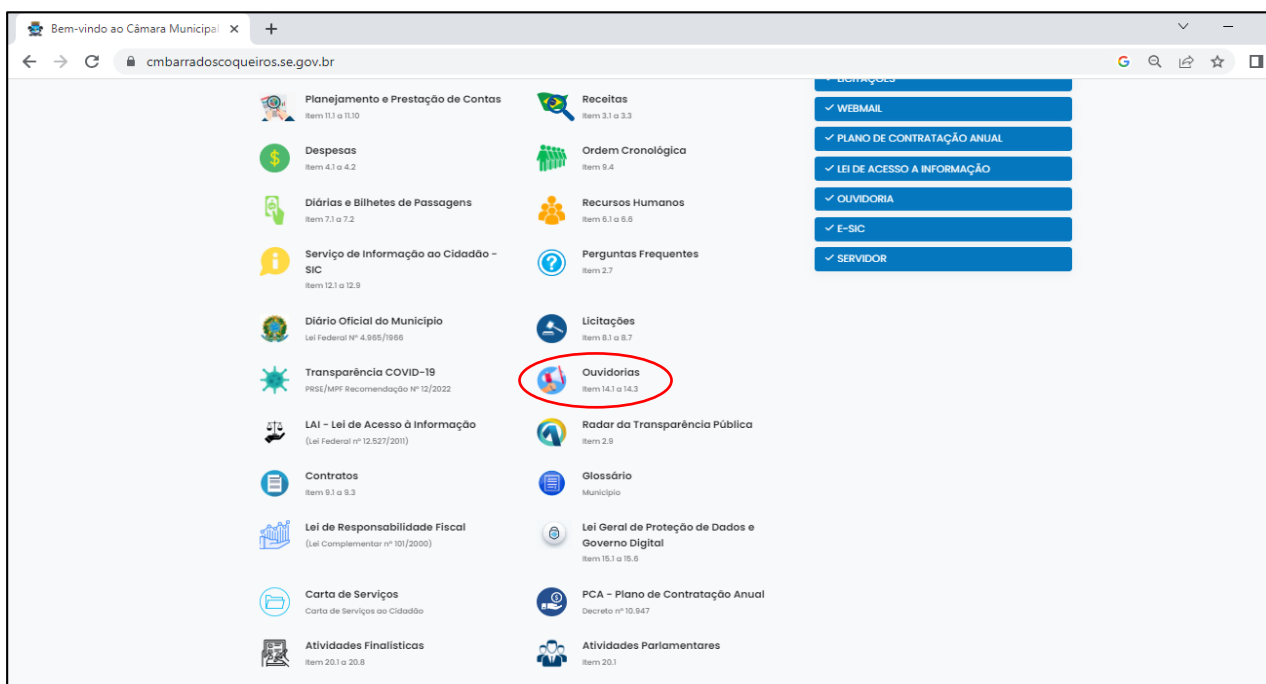 Bem-vindo ao Câmara Municipal
cmbarradoscoqueiros.se.gov.br
Planejamento e Prestação de Contas
Item 11.1 a 11.10
Receitas
Item 3.1 a 3.3
Despesas
Item 4.1 a 4.2
Ordem Cronológica
Item 9.4
Diárias e Bilhetes de Passagens
Item 7.1 a 7.2
Recursos Humanos
Item 6.1 a 6.6
Serviço de Informação ao Cidadão -
SIC
Item 12.1 a 12.9
Perguntas Frequentes
Item 2.7
Diário Oficial do Município
Lei Federal Nº 4.965/1966
Licitações
Item 8.1 a 8.7
Transparência COVID-19
PRSE/MPF Recomendação Nº 12/2022
Ouvidorias
Item 14.1 a 14.3
LAI - Lei de Acesso à Informação
(Lei Federal nº 12.527/2011)
Radar da Transparência Pública
Item 2.9
Contratos
Item 9.1 a 9.3
Glossário
Município
Lei de Responsabilidade Fiscal
(Lei Complementar nº 101/2000)
Lei Geral de Proteção de Dados e
Governo Digital
Item 15.1 a 15.6
Carta de Serviços
Carta de Serviços ao Cidadão
PCA - Plano de Contratação Anual
Decreto nº 10.947
Atividades Finalísticas
Item 20.1 a 20.8
Atividades Parlamentares
Item 20.1
LICITAÇÕES
WEBMAIL
PLANO DE CONTRATAÇÃO ANUAL
LEI DE ACESSO A INFORMAÇÃO
OUVIDORIA
E-SIC
SERVIDOR